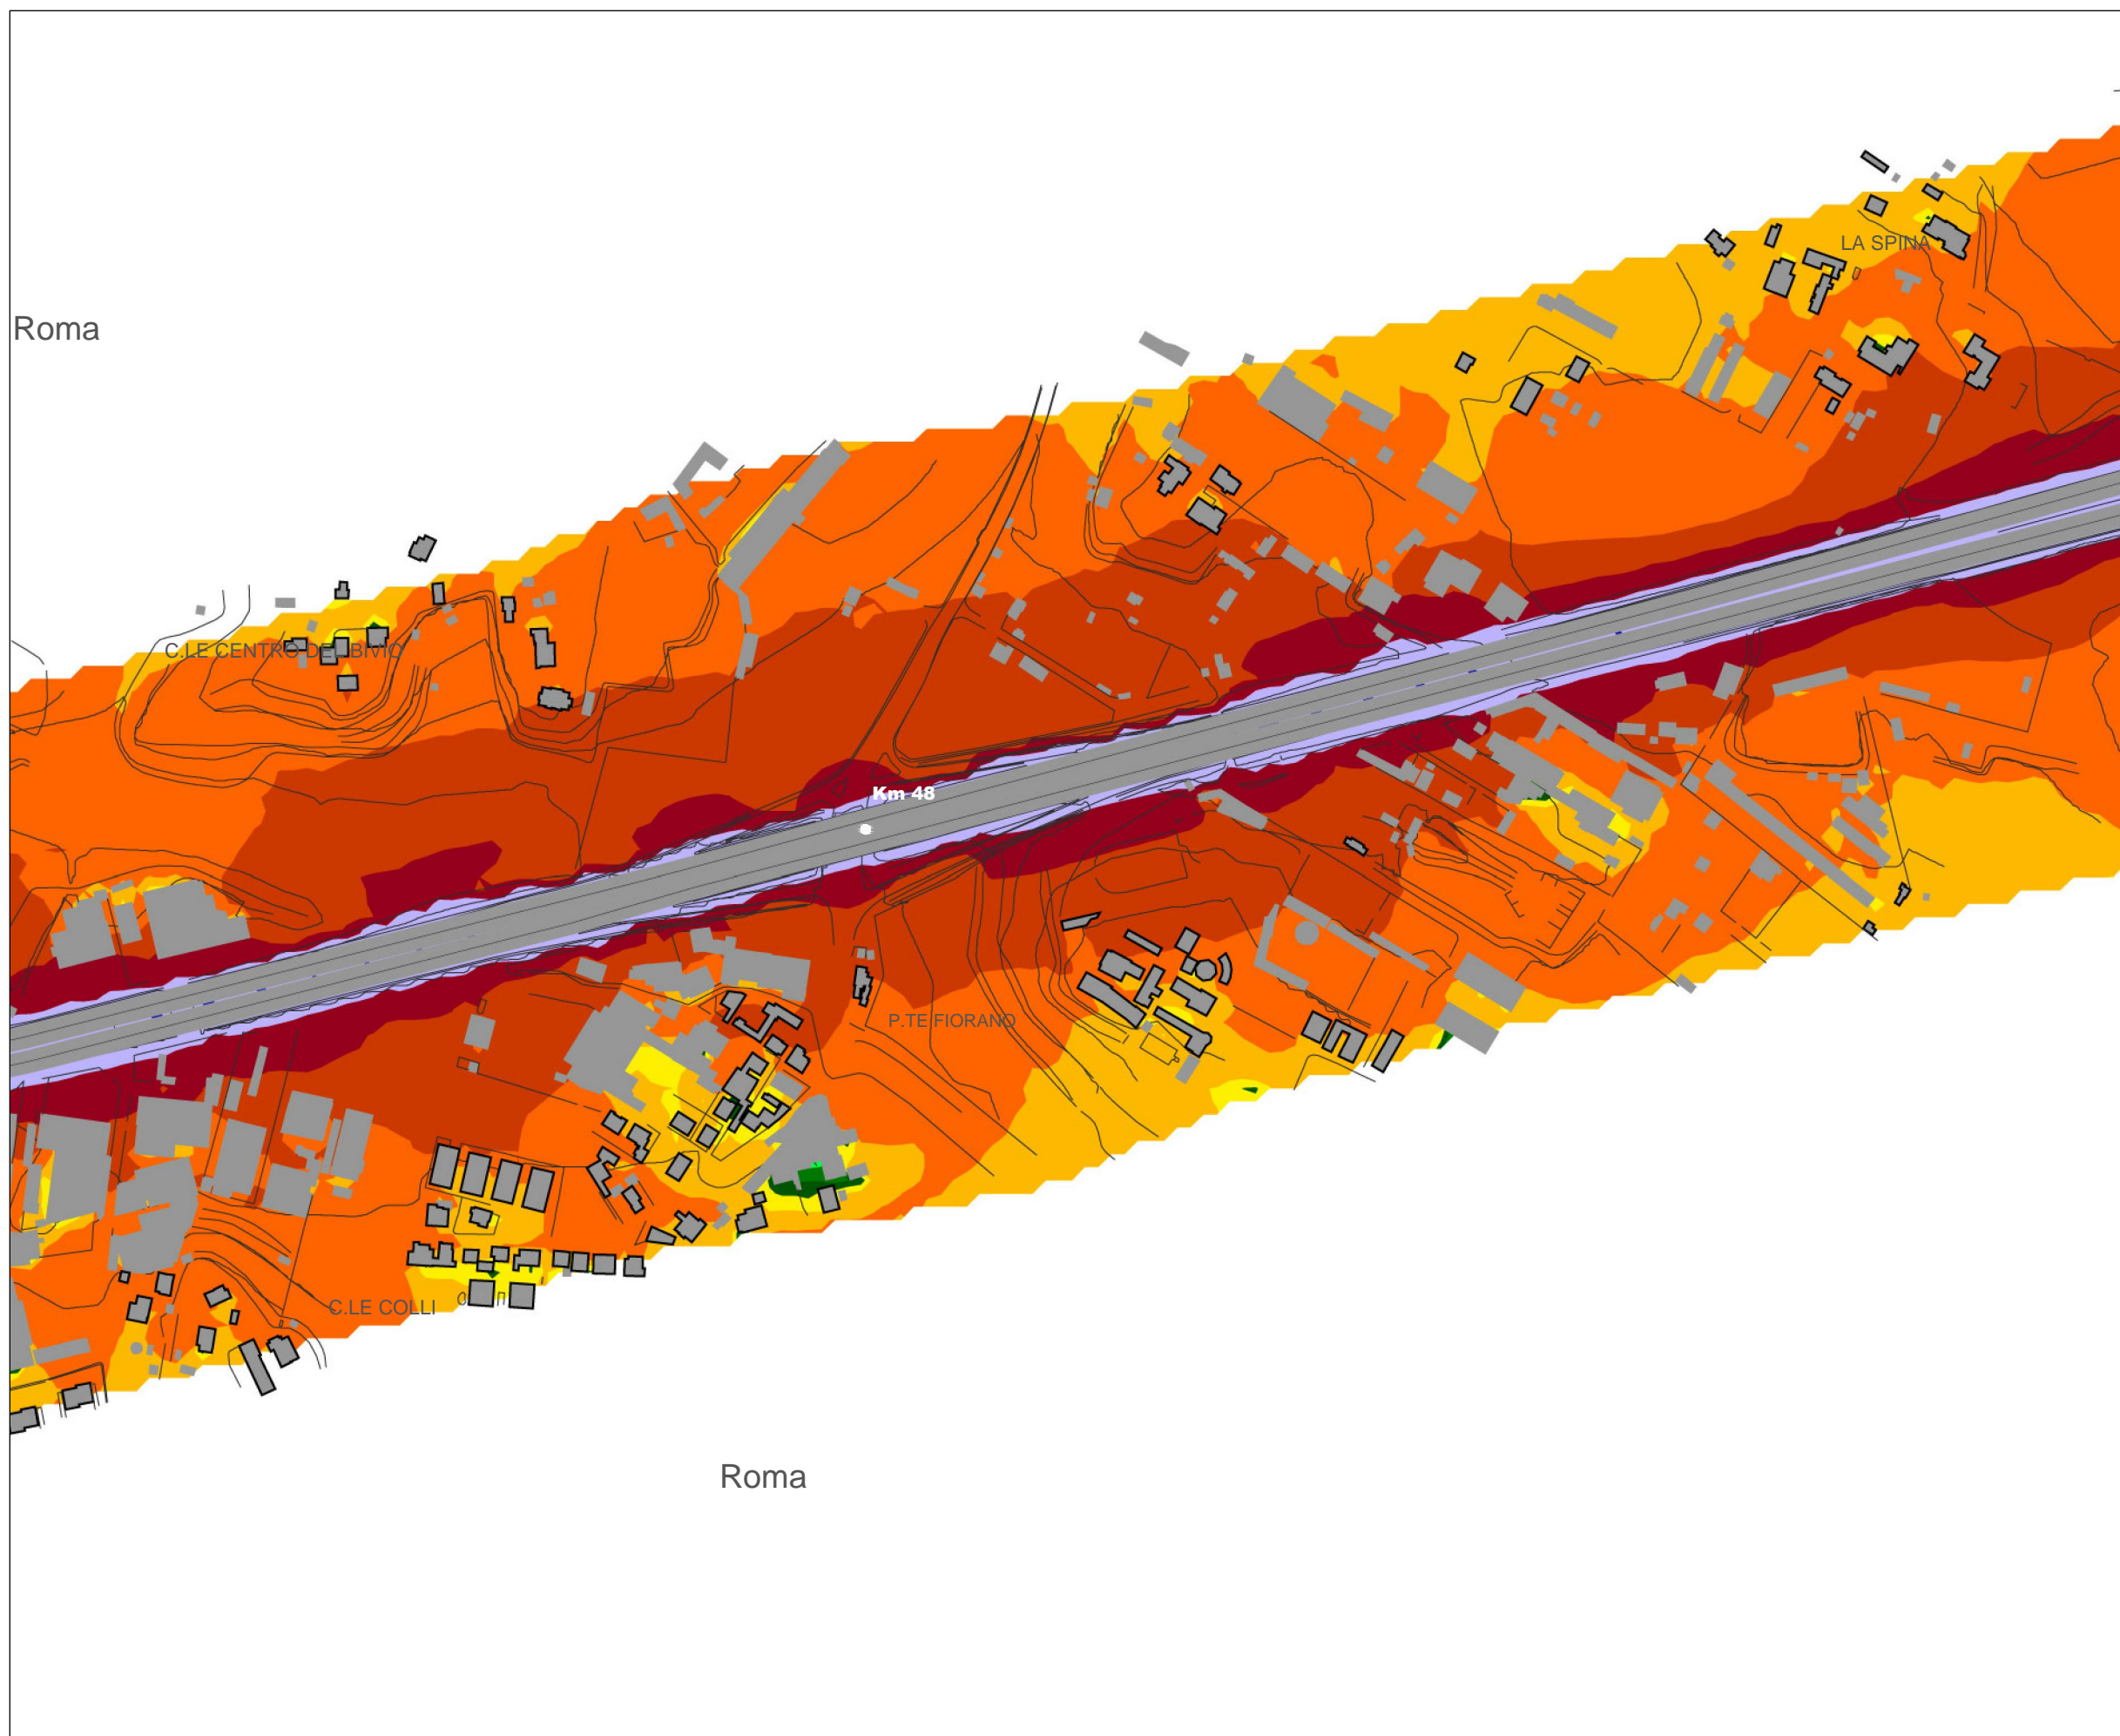 LA SPINA
Roma
C.LE CENTRO DEL BIVIO
Km 48
P.TE FIORANO
C.LE COLLI
Roma